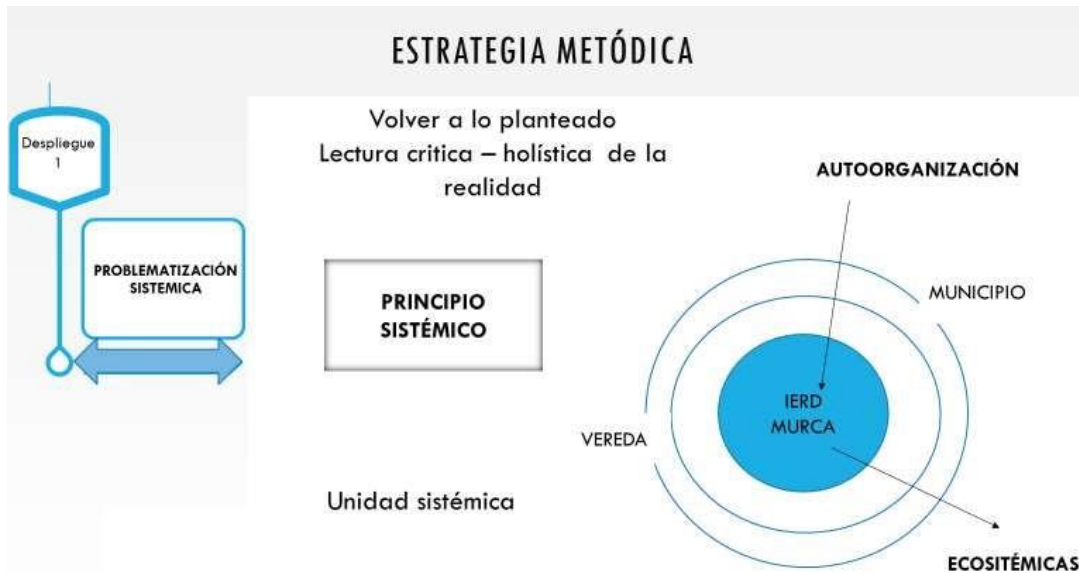 ESTRATEGIA METÓDICA
Despliegue
1
PROBLEMATIZACIÓN
SISTEMICA
Volver a lo planteado
Lectura critica – holística de la
realidad
PRINCIPIO
SISTÉMICO
Unidad sistémica
AUTOORGANIZACIÓN
MUNICIPIO
IERD
MURCA
VEREDA
ECOSITÉMICAS